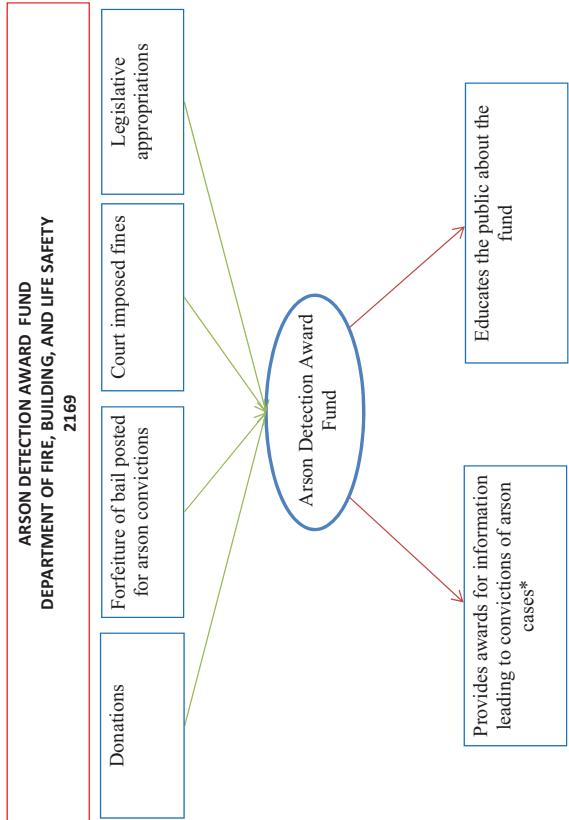 ARSON DETECTION AWARD FUND
DEPARTMENT OF FIRE, BUILDING, AND LIFE SAFETY
2169
Donations
Forfeiture of bail posted
for arson convictions
Court imposed fines
Legislative
appropriations
Arson Detection Award
Fund
Provides awards for information
leading to convictions of arson
cases*
Educates the public about the
fund